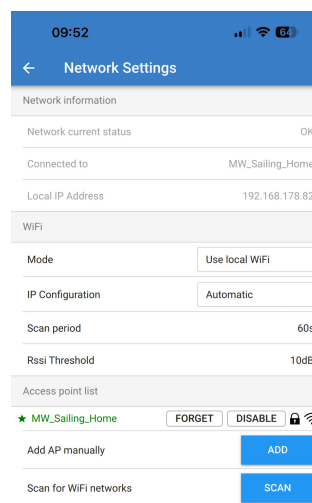 09:52 64
Network Settings
Network information
Network current status OK
Connected to MW_Sailing_Home
Local IP Address 192.168.178.82
WiFi
Mode Use local WiFi
IP Configuration Automatic
Scan period 60s
Rssi Threshold 10dB
Access point list
★ MW_Sailing_Home FORGET DISABLE
Add AP manually ADD
Scan for WiFi networks SCAN